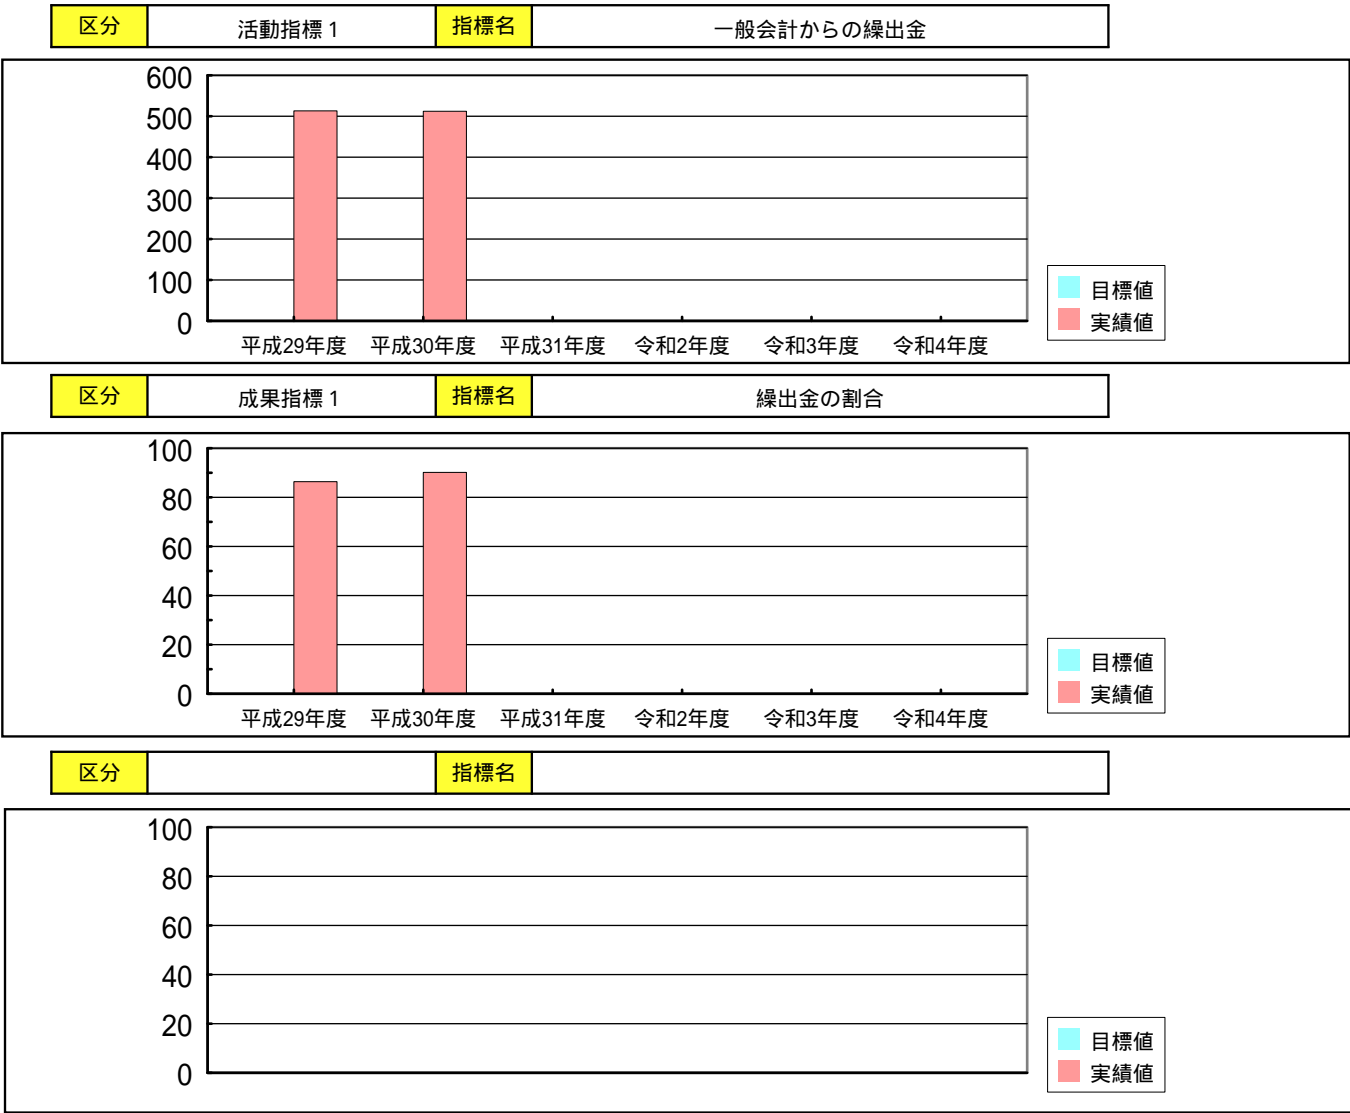 区分 活動指標１ 指標名 一般会計からの繰出金
600
500
400
300
200
100
0
平成29年度 平成30年度 平成31年度 令和2年度 令和3年度 令和4年度
目標値
実績値
区分 成果指標１ 指標名 繰出金の割合
100
80
60
40
20
0
平成29年度 平成30年度 平成31年度 令和2年度 令和3年度 令和4年度
目標値
実績値
区分 指標名
100
80
60
40
20
0
目標値
実績値